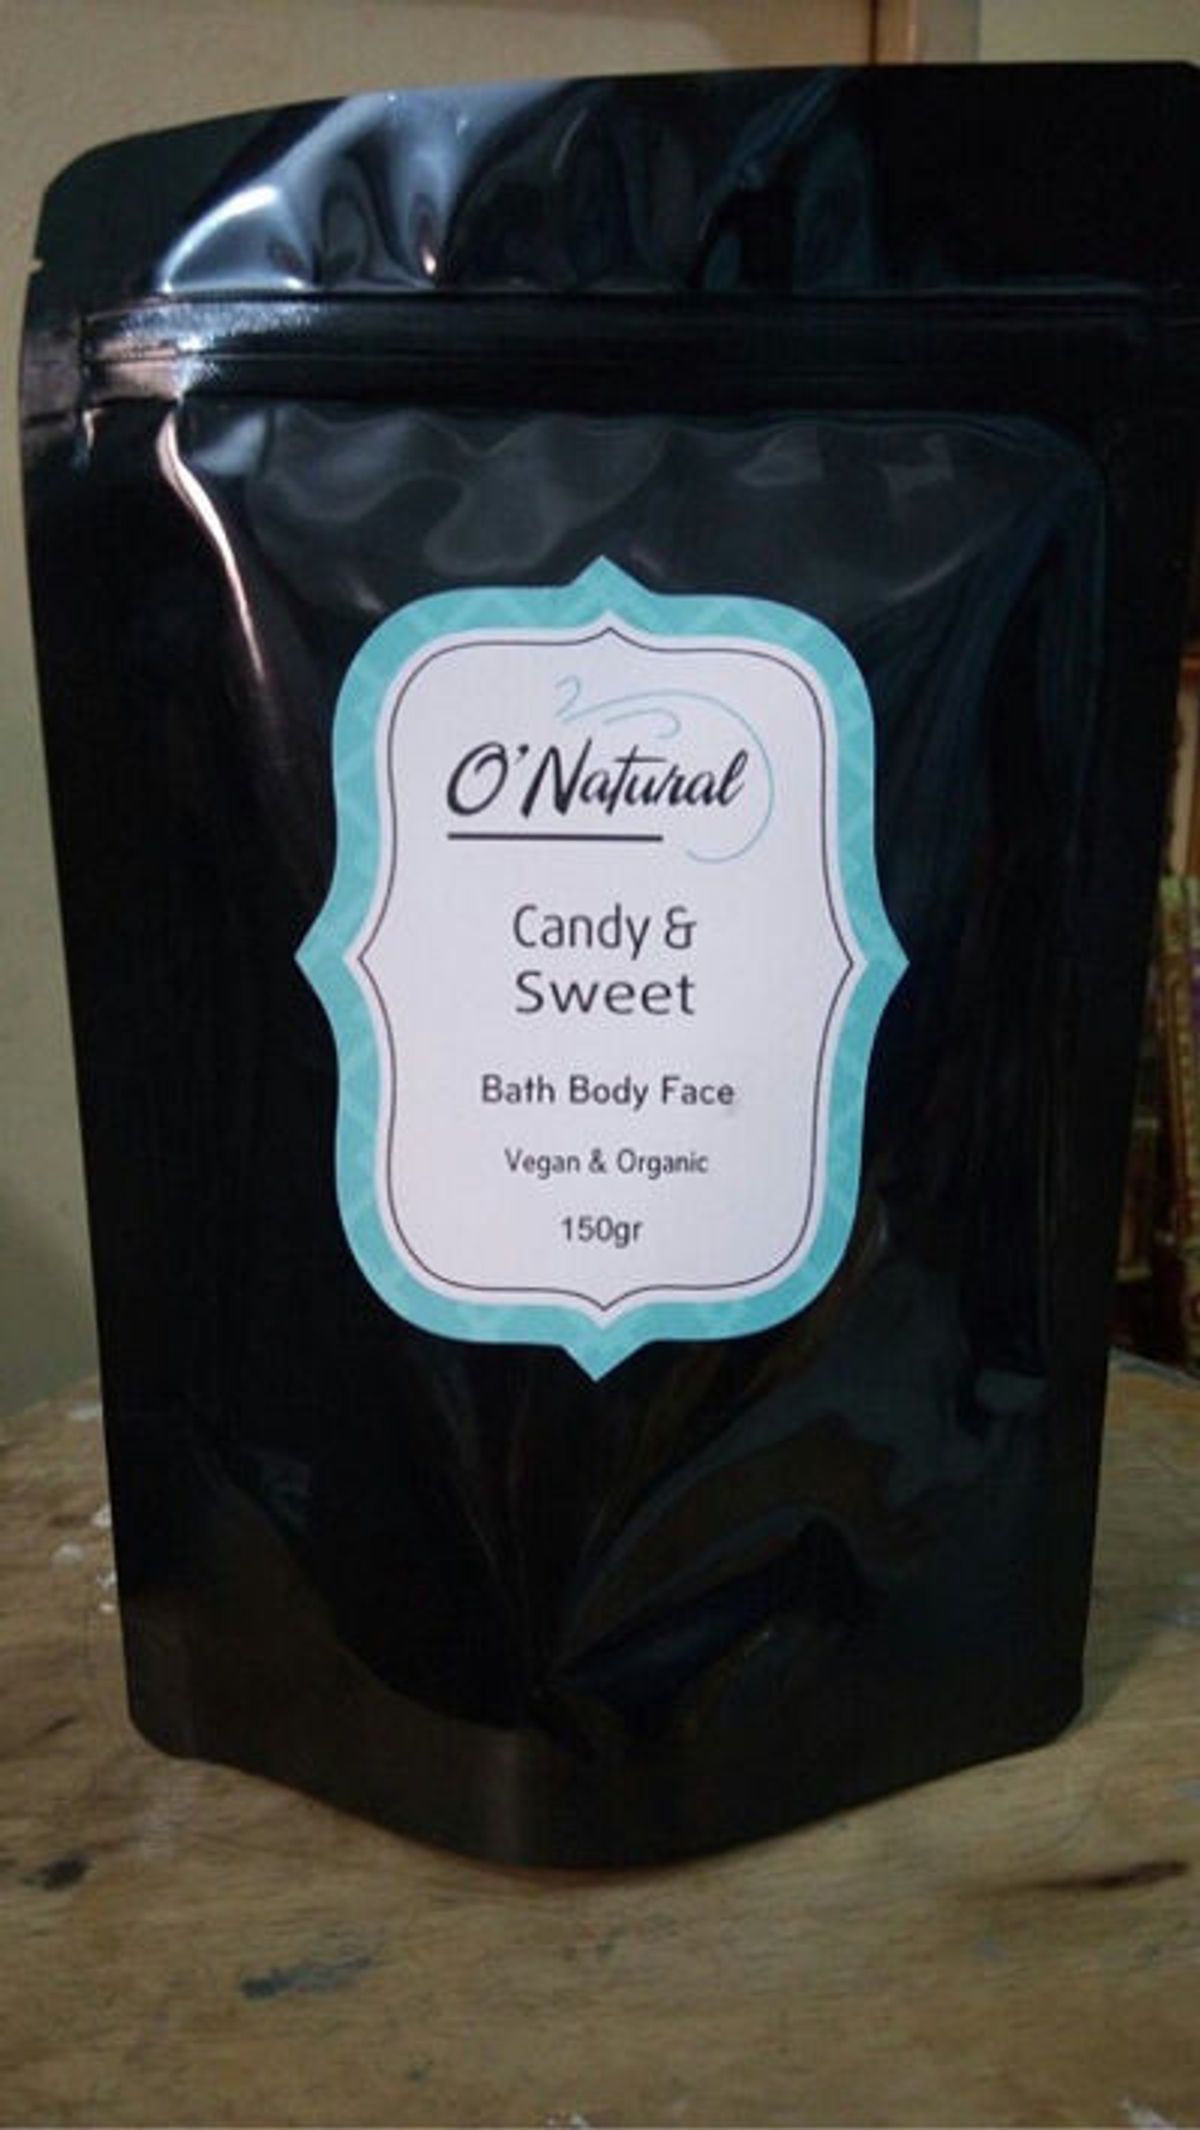 O'Natural
Candy &
Sweet
Bath Body Face
Vegan & Organic
150gr